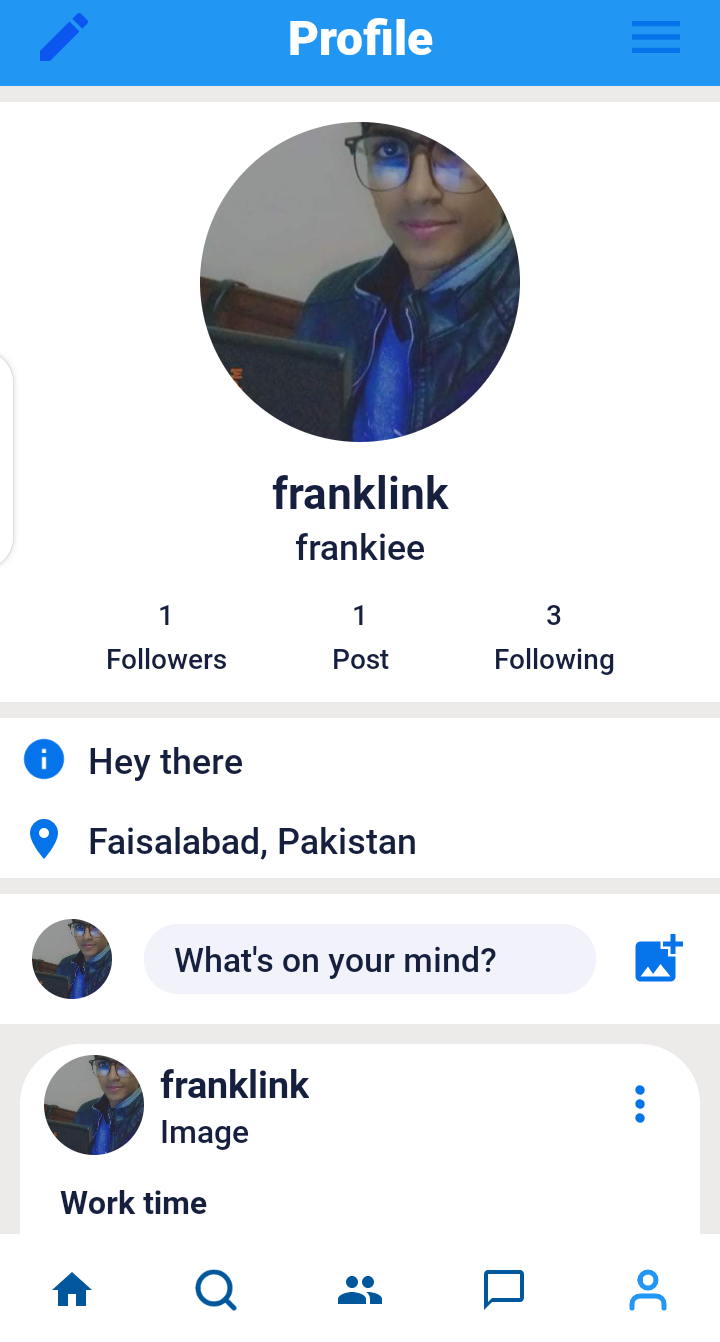 Profile
franklink
frankiee
1 1 3
Followers Post Following
Hey there
Faisalabad, Pakistan
What's on your mind?
franklink
Image
Work time